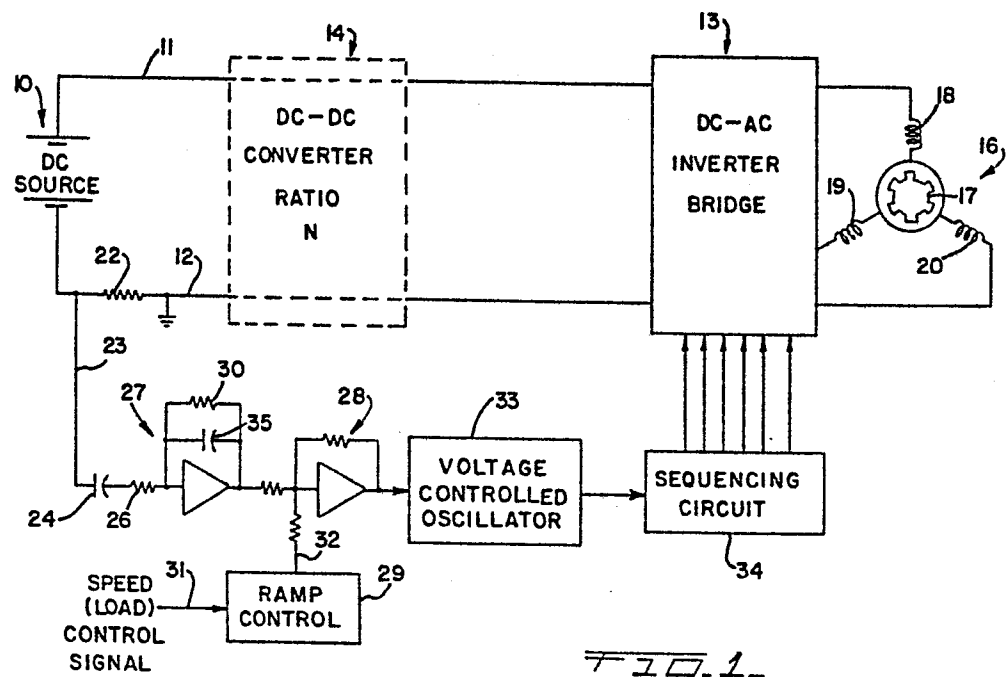 11
14
13
10
DC
SOURCE
DC-DC
CONVERTER
RATIO
N
DC-AC
INVERTER
BRIDGE
18
16
19
17
20
22
12
23
30
27
35
28
33
24
26
VOLTAGE
CONTROLLED
OSCILLATOR
SEQUENCING
CIRCUIT
32
34
31
29
SPEED
(LOAD)
CONTROL
SIGNAL
RAMP
CONTROL
FIG. 1.